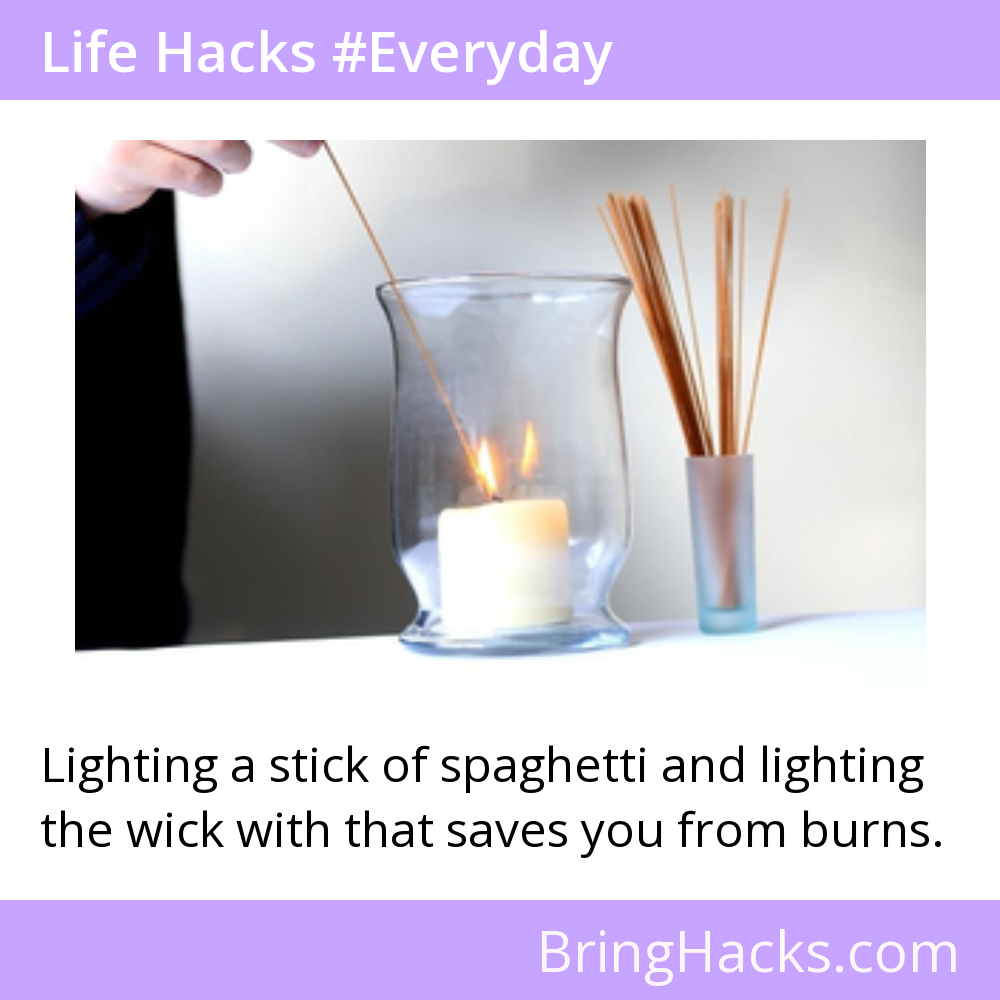 Life Hacks #Everyday
Lighting a stick of spaghetti and lighting
the wick with that saves you from burns.
BringHacks.com